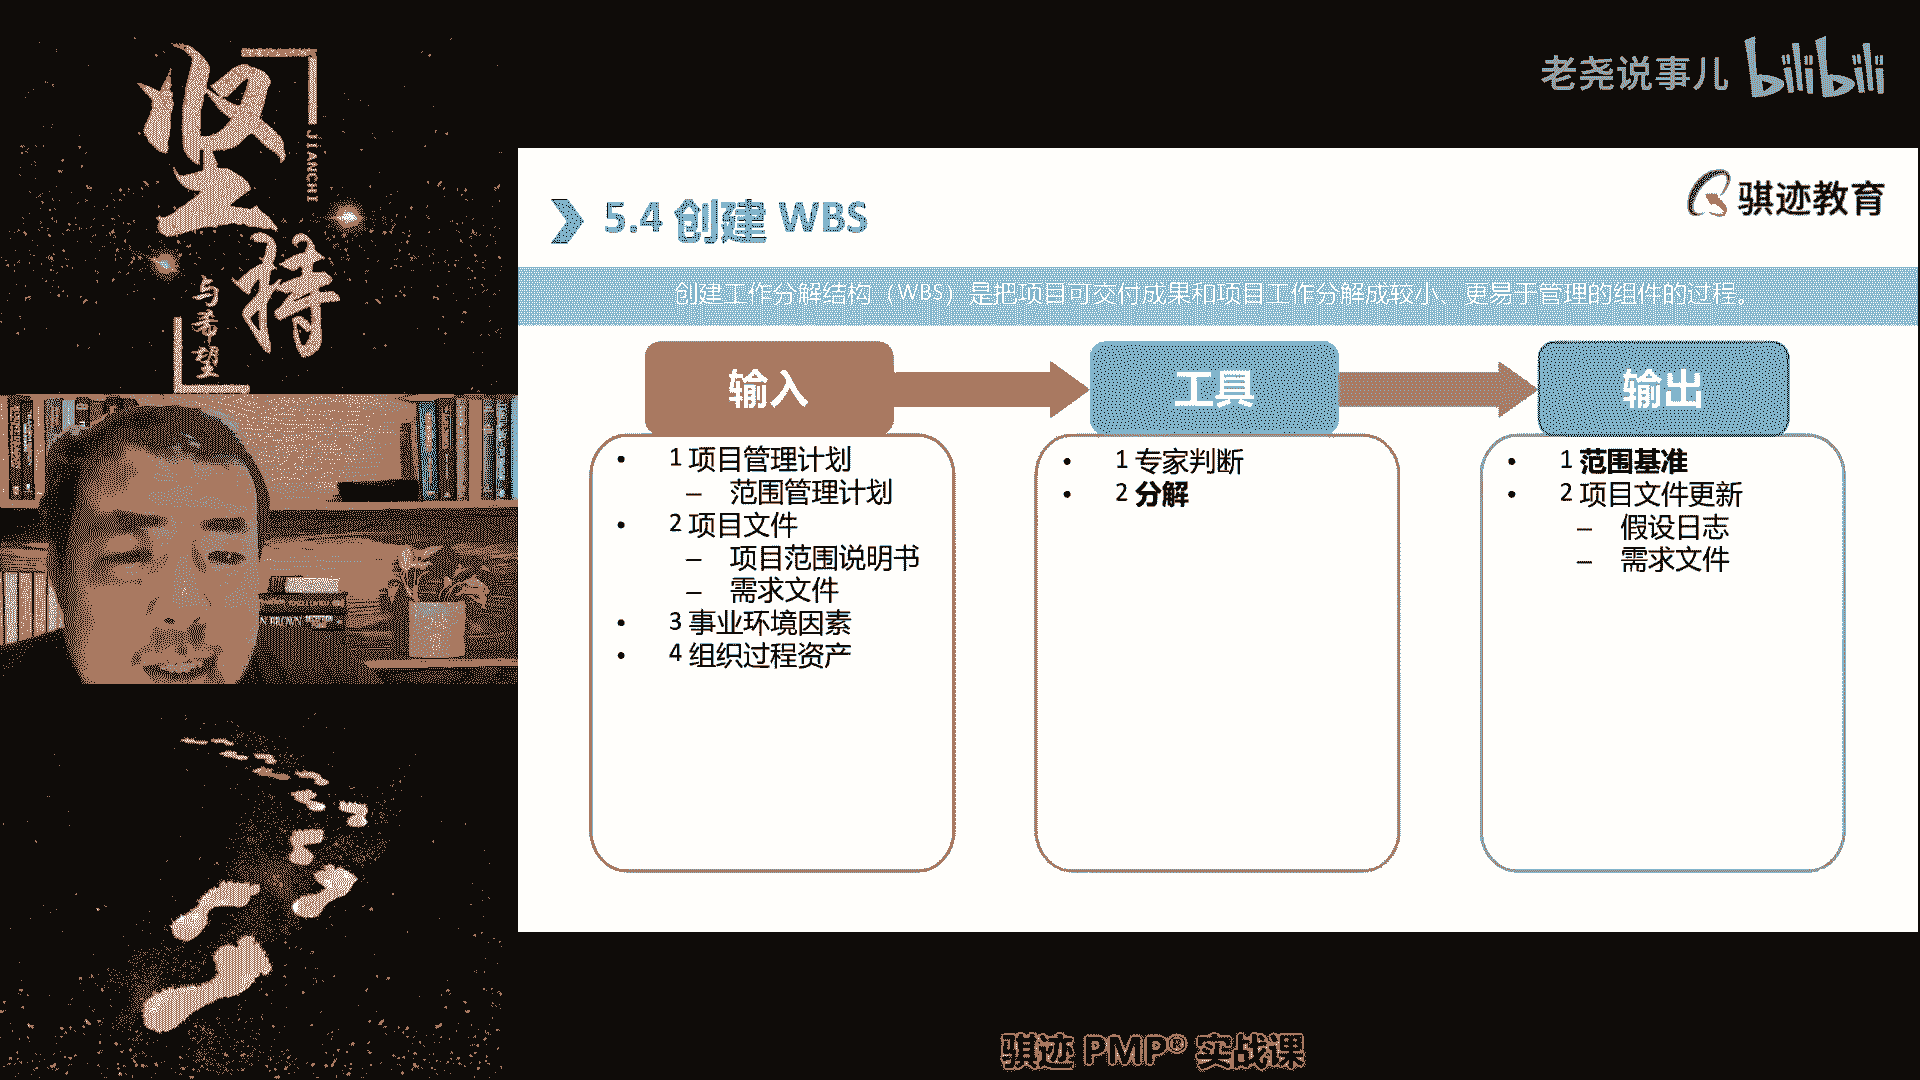 坚持
JIANCHI
与希望
老尧说事儿 bilibili
骐迹教育
5.4 创建 WBS
创建工作分解结构（WBS）是把项目可交付成果和项目工作分解成较小、更易于管理的组件的过程。
输入
• 1 项目管理计划
– 范围管理计划
• 2 项目文件
– 项目范围说明书
– 需求文件
• 3 事业环境因素
• 4 组织过程资产
工具
• 1 专家判断
• 2 分解
输出
• 1 范围基准
• 2 项目文件更新
– 假设日志
– 需求文件
骐迹 PMP® 实战课